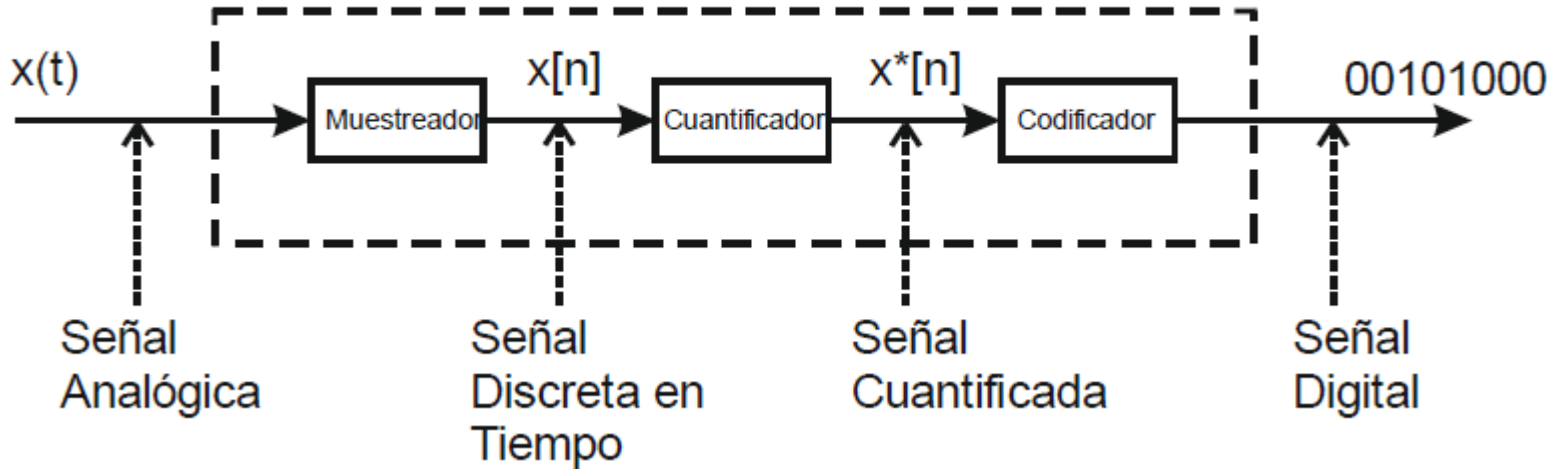 x(t)
x[n]
x*[n]
00101000
Muestreador
Cuantificador
Codificador
Señal
Analógica
Señal
Discreta en
Tiempo
Señal
Cuantificada
Señal
Digital